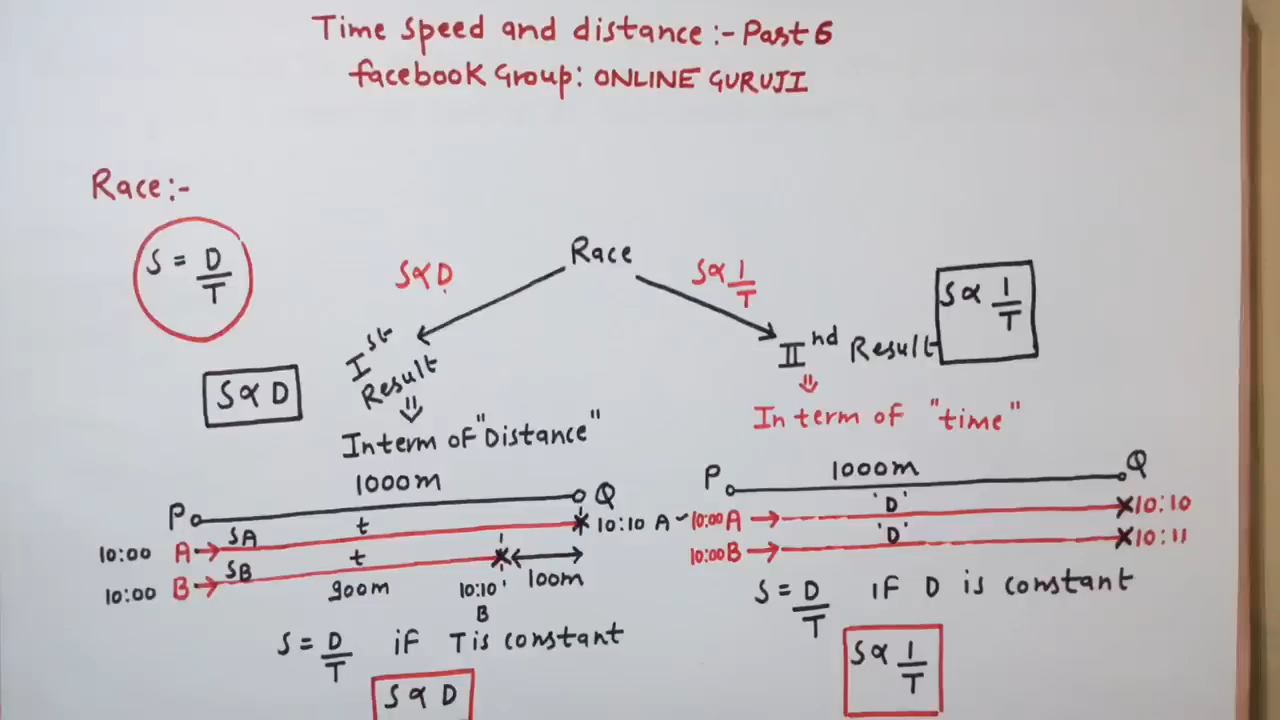 Time speed and distance :- Part 6
facebook Group: ONLINE GURUJI
Race:-
S = D/T
Race
S∝D
S∝ 1/T
Ist Result
⇓
In term of "Distance"
S∝D
IInd Result
⇓
In term of "time"
S∝ 1/T
1000m
P Q
10:00 A → SA t 10:10 A
10:00 B → SB t
900m 10:10 100m
B
S = D/T if T is constant
S∝D
1000m
P Q
10:00 A → 'D' 10:10
10:00 B → 'D' 10:11
S = D/T if D is constant
S∝ 1/T